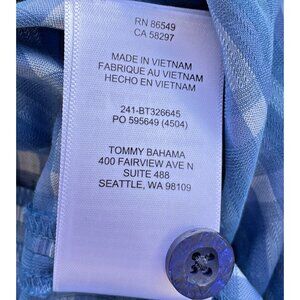 RN 86549
CA 58297
MADE IN VIETNAM
FABRIQUE AU VIETNAM
HECHO EN VIETNAM
241-BT326645
PO 595649 (4504)
TOMMY BAHAMA
400 FAIRVIEW AVE N
SUITE 488
SEATTLE, WA 98109